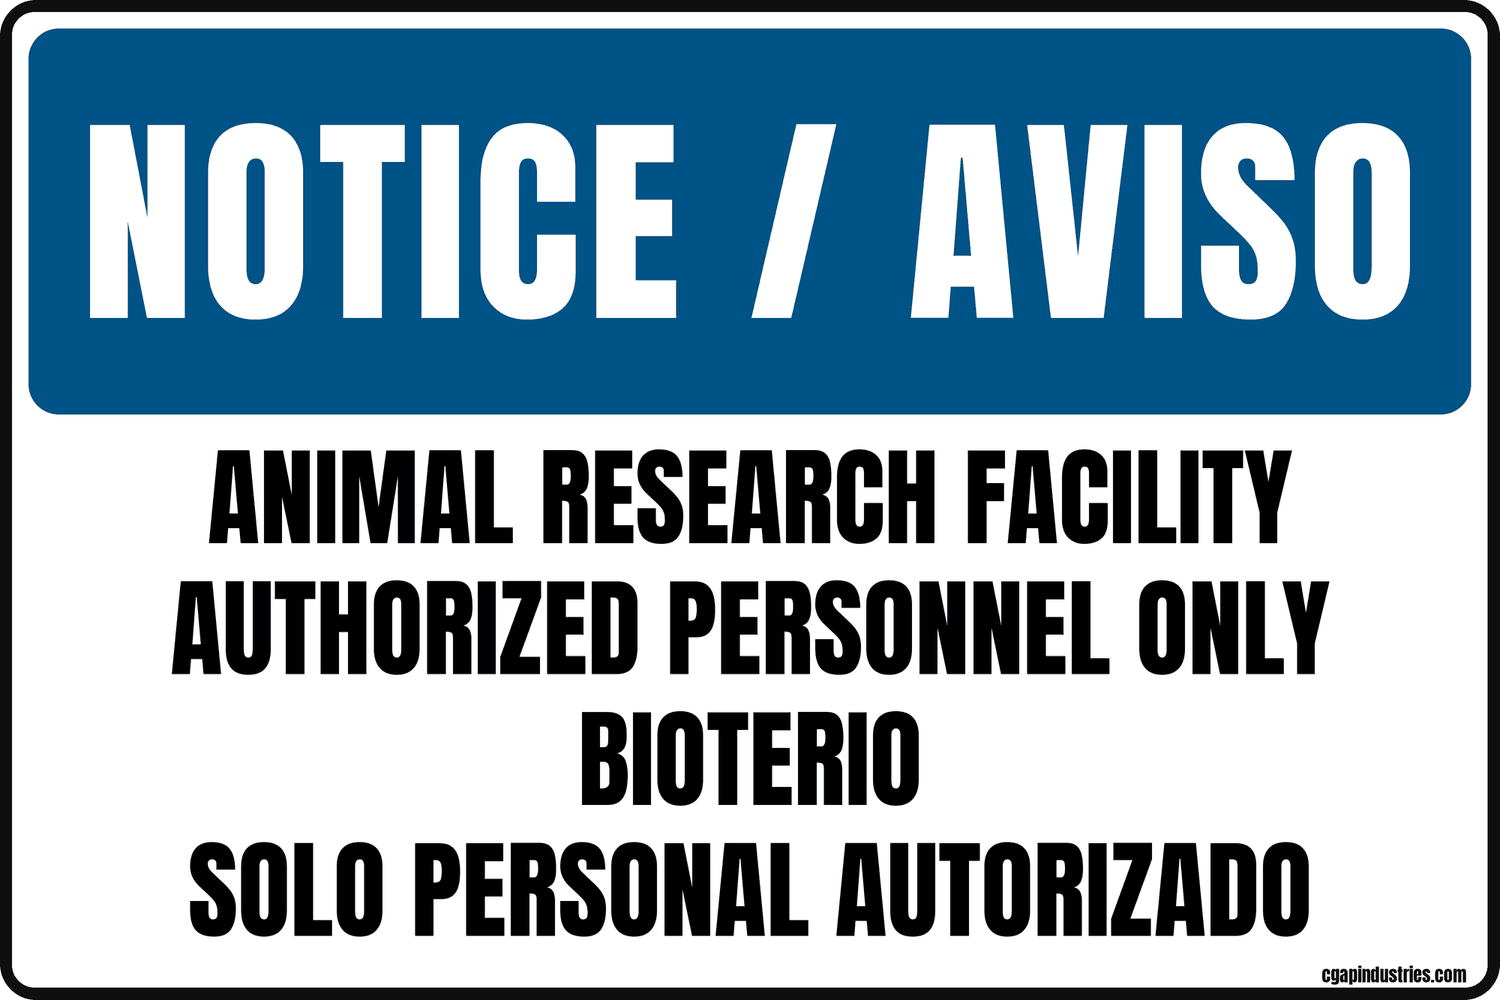 NOTICE / AVISO
ANIMAL RESEARCH FACILITY
AUTHORIZED PERSONNEL ONLY
BIOTERIO
SOLO PERSONAL AUTORIZADO
cgapindustries.com